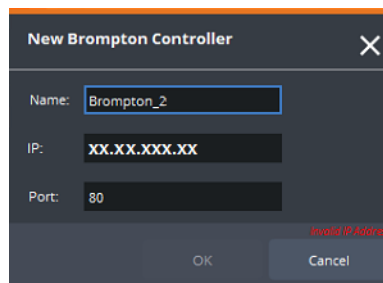 New Brompton Controller
Name: Brompton_2
IP: XX.XX.XXX.XX
Port: 80
Invalid IP Addre
OK Cancel